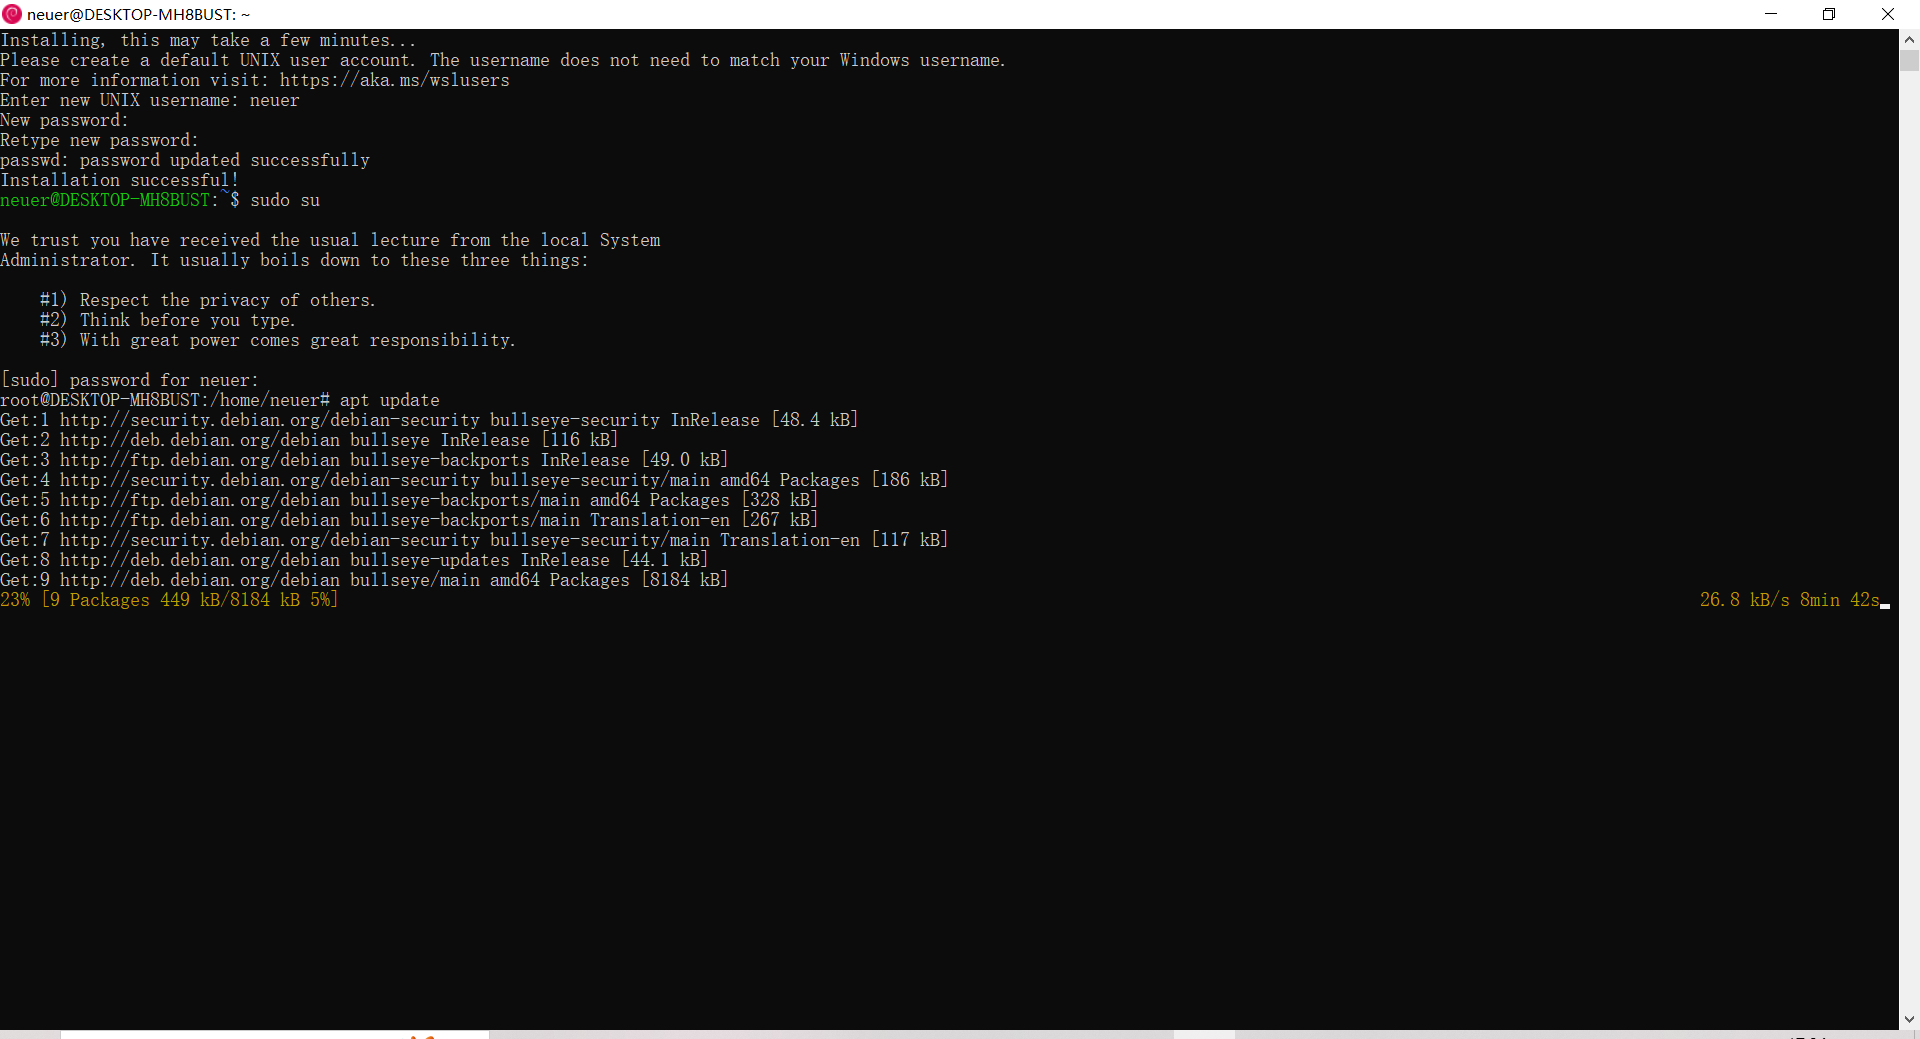 neuer@DESKTOP-MH8BUST: ~
Installing, this may take a few minutes...
Please create a default UNIX user account. The username does not need to match your Windows username.
For more information visit: https://aka.ms/wslusers
Enter new UNIX username: neuer
New password:
Retype new password:
passwd: password updated successfully
Installation successful!
neuer@DESKTOP-MH8BUST:~$ sudo su
We trust you have received the usual lecture from the local System
Administrator. It usually boils down to these three things:
#1) Respect the privacy of others.
#2) Think before you type.
#3) With great power comes great responsibility.
[sudo] password for neuer:
root@DESKTOP-MH8BUST:/home/neuer# apt update
Get:1 http://security.debian.org/debian-security bullseye-security InRelease [48.4 kB]
Get:2 http://deb.debian.org/debian bullseye InRelease [116 kB]
Get:3 http://ftp.debian.org/debian bullseye-backports InRelease [49.0 kB]
Get:4 http://security.debian.org/debian-security bullseye-security/main amd64 Packages [186 kB]
Get:5 http://ftp.debian.org/debian bullseye-backports/main amd64 Packages [328 kB]
Get:6 http://ftp.debian.org/debian bullseye-backports/main Translation-en [267 kB]
Get:7 http://security.debian.org/debian-security bullseye-security/main Translation-en [117 kB]
Get:8 http://deb.debian.org/debian bullseye-updates InRelease [44.1 kB]
Get:9 http://deb.debian.org/debian bullseye/main amd64 Packages [8184 kB]
23% [9 Packages 449 kB/8184 kB 5%] 26.8 kB/s 8min 42s